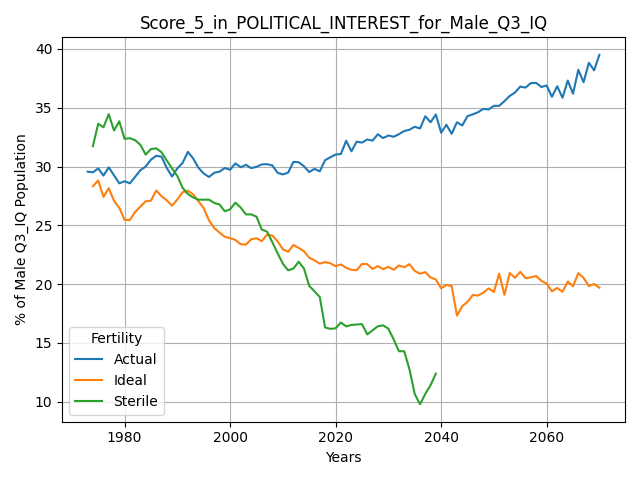 Score_5_in_POLITICAL_INTEREST_for_Male_Q3_IQ
% of Male Q3_IQ Population
40
35
30
25
20
15
10
Fertility
Actual
Ideal
Sterile
1980 2000 2020 2040 2060
Years